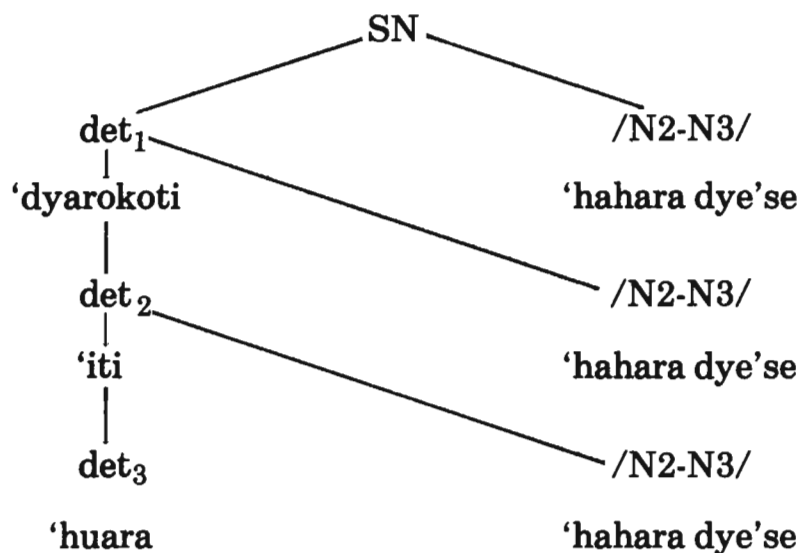 SN
det₁ /N2-N3/
‘dyarokoti ‘hahara dye’se
det₂ /N2-N3/
‘iti ‘hahara dye’se
det₃ /N2-N3/
‘huara ‘hahara dye’se